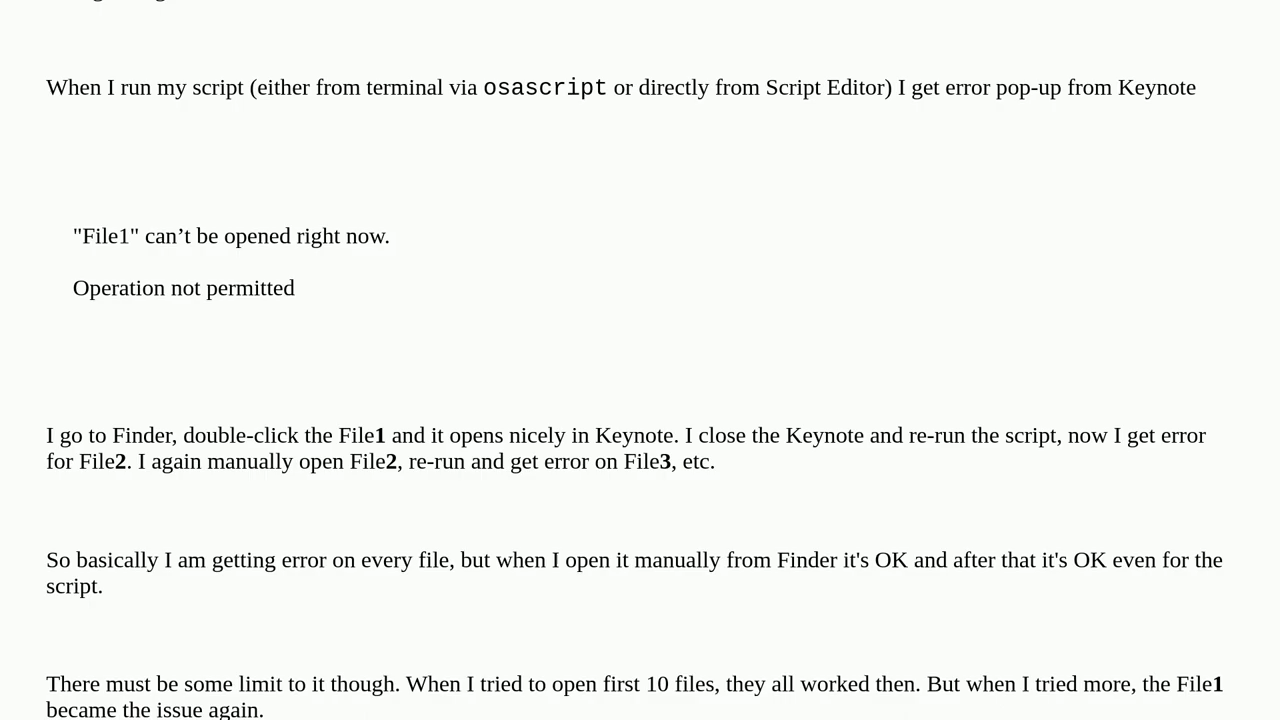 When I run my script (either from terminal via osascript or directly from Script Editor) I get error pop-up from Keynote
"File1" can’t be opened right now.
Operation not permitted
I go to Finder, double-click the File1 and it opens nicely in Keynote. I close the Keynote and re-run the script, now I get error
for File2. I again manually open File2, re-run and get error on File3, etc.
So basically I am getting error on every file, but when I open it manually from Finder it's OK and after that it's OK even for the
script.
There must be some limit to it though. When I tried to open first 10 files, they all worked then. But when I tried more, the File1
became the issue again.